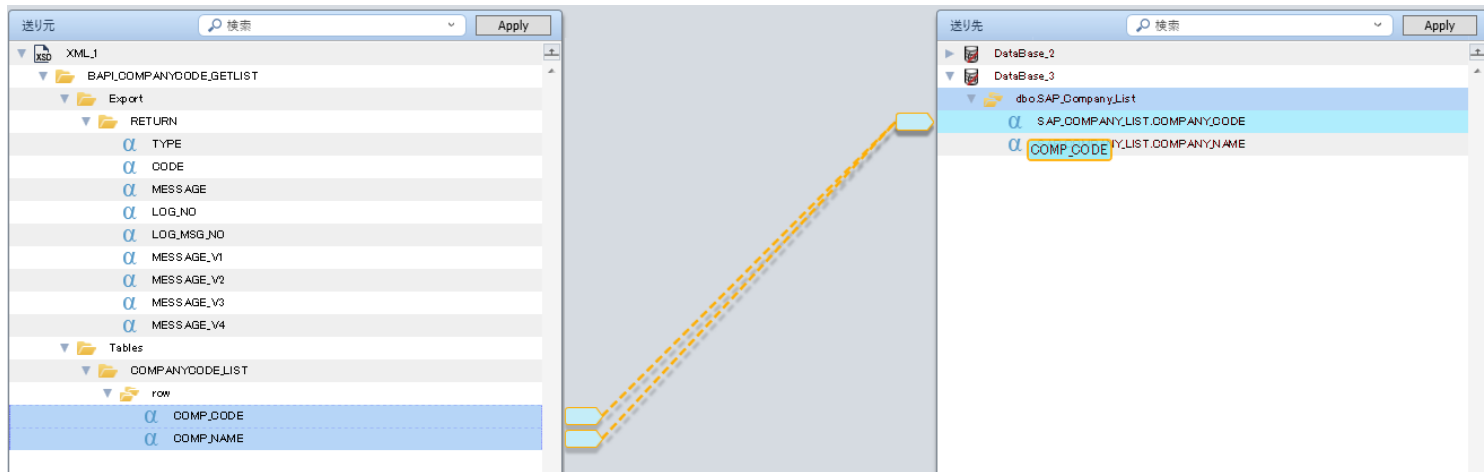 送り元
検索
Apply
XSD XML_1
BAPI_COMPANYCODE_GETLIST
Export
RETURN
α TYPE
α CODE
α MESSAGE
α LOG_NO
α LOG_MSG_NO
α MESSAGE_V1
α MESSAGE_V2
α MESSAGE_V3
α MESSAGE_V4
Tables
COMPANYCODE_LIST
row
α COMP_CODE
α COMP_NAME
送り先
検索
Apply
DataBase_2
DataBase_3
dbo.SAP_Company_List
α SAP_COMPANY_LIST.COMPANY_CODE
α COMP_CODE Y_LIST.COMPANY_NAME